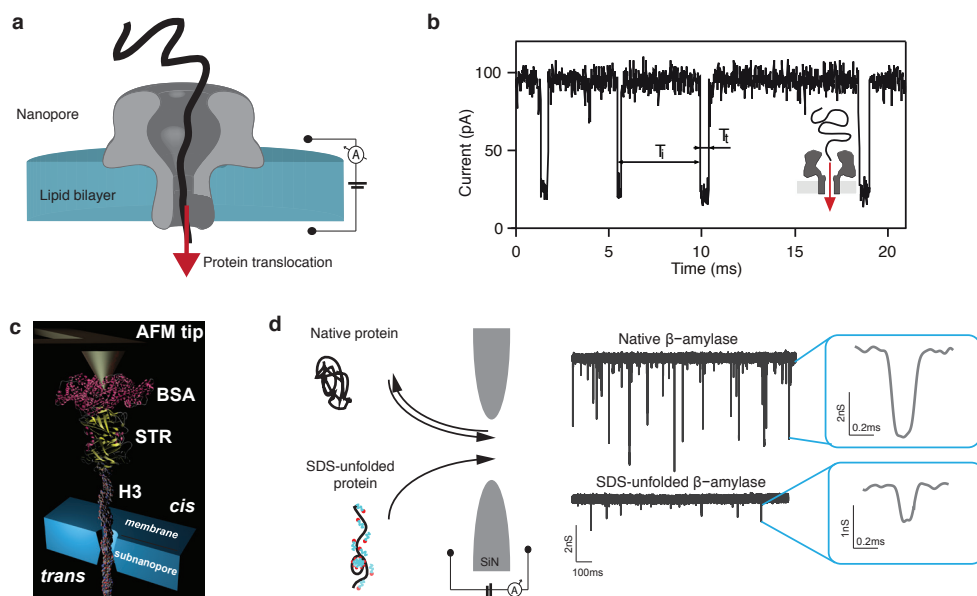 a
Nanopore
Lipid bilayer
A
Protein translocation
b
Current (pA)
100
50
0
Ti
Tt
0
5
10
15
20
Time (ms)
c
AFM tip
BSA
STR
H3
cis
membrane
subnanopore
trans
d
Native protein
SDS-unfolded
protein
SiN
A
Native β−amylase
SDS-unfolded β−amylase
2nS
100ms
2nS
0.2ms
1nS
0.2ms